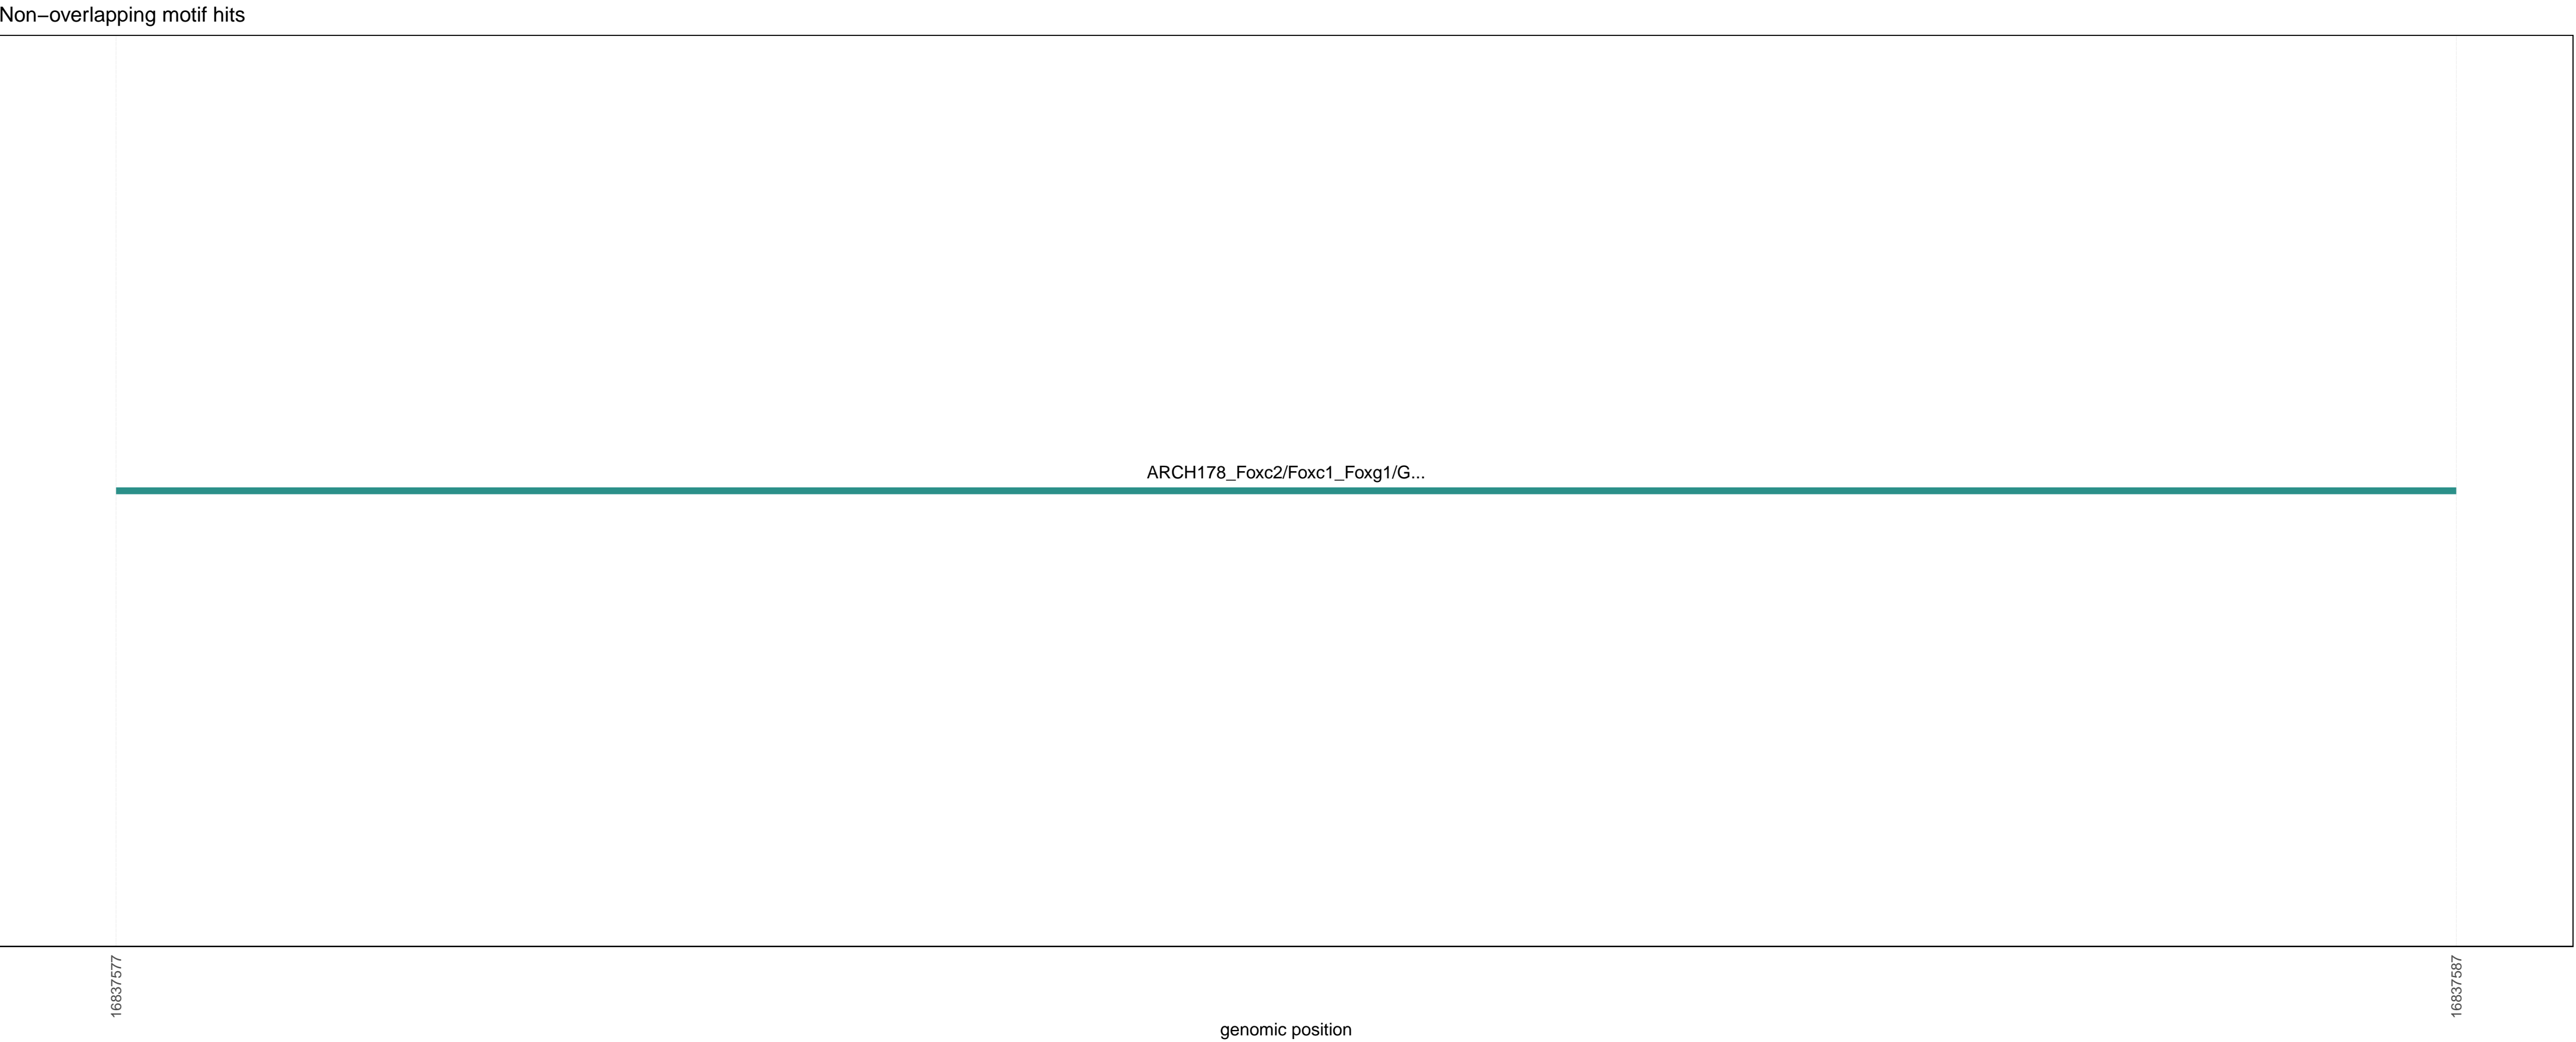 Non−overlapping motif hits
ARCH178_Foxc2/Foxc1_Foxg1/G...
16837577
16837587
genomic position